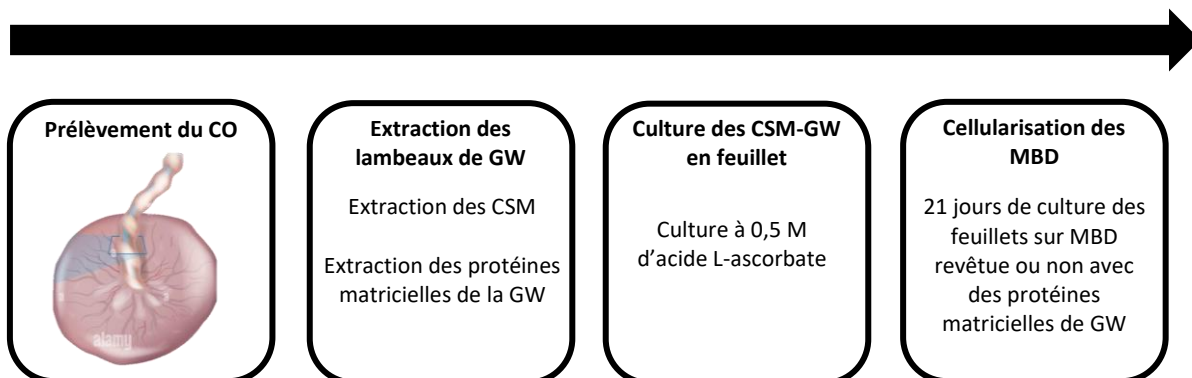 Prélèvement du CO
alamy
Extraction des
lambeaux de GW
Extraction des CSM
Extraction des protéines
matricielles de la GW
Culture des CSM-GW
en feuillet
Culture à 0,5 M
d'acide L-ascorbate
Cellularisation des
MBD
21 jours de culture des
feuillets sur MBD
revêtue ou non avec
des protéines
matricielles de GW